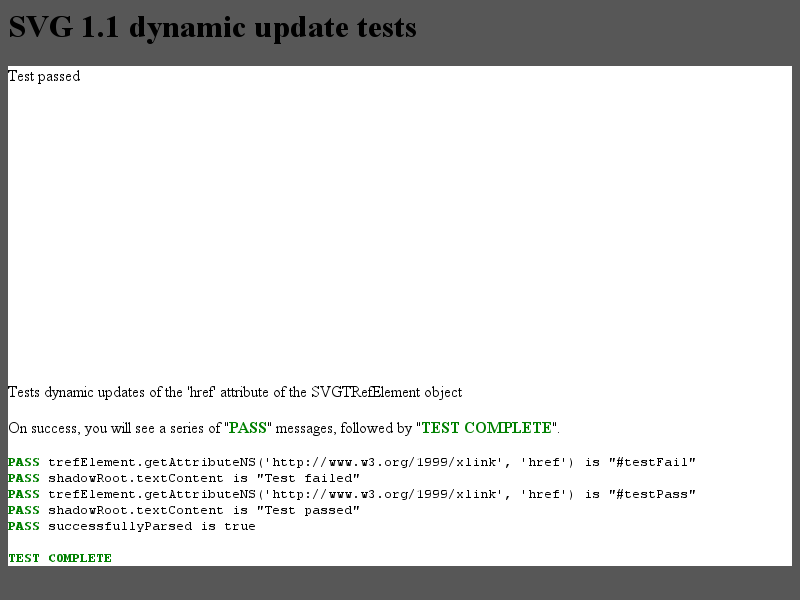 SVG 1.1 dynamic update tests
Test passed
Tests dynamic updates of the 'href' attribute of the SVGTRefElement object
On success, you will see a series of "PASS" messages, followed by "TEST COMPLETE".
PASS trefElement.getAttributeNS('http://www.w3.org/1999/xlink', 'href') is "#testFail"
PASS shadowRoot.textContent is "Test failed"
PASS trefElement.getAttributeNS('http://www.w3.org/1999/xlink', 'href') is "#testPass"
PASS shadowRoot.textContent is "Test passed"
PASS successfullyParsed is true
TEST COMPLETE